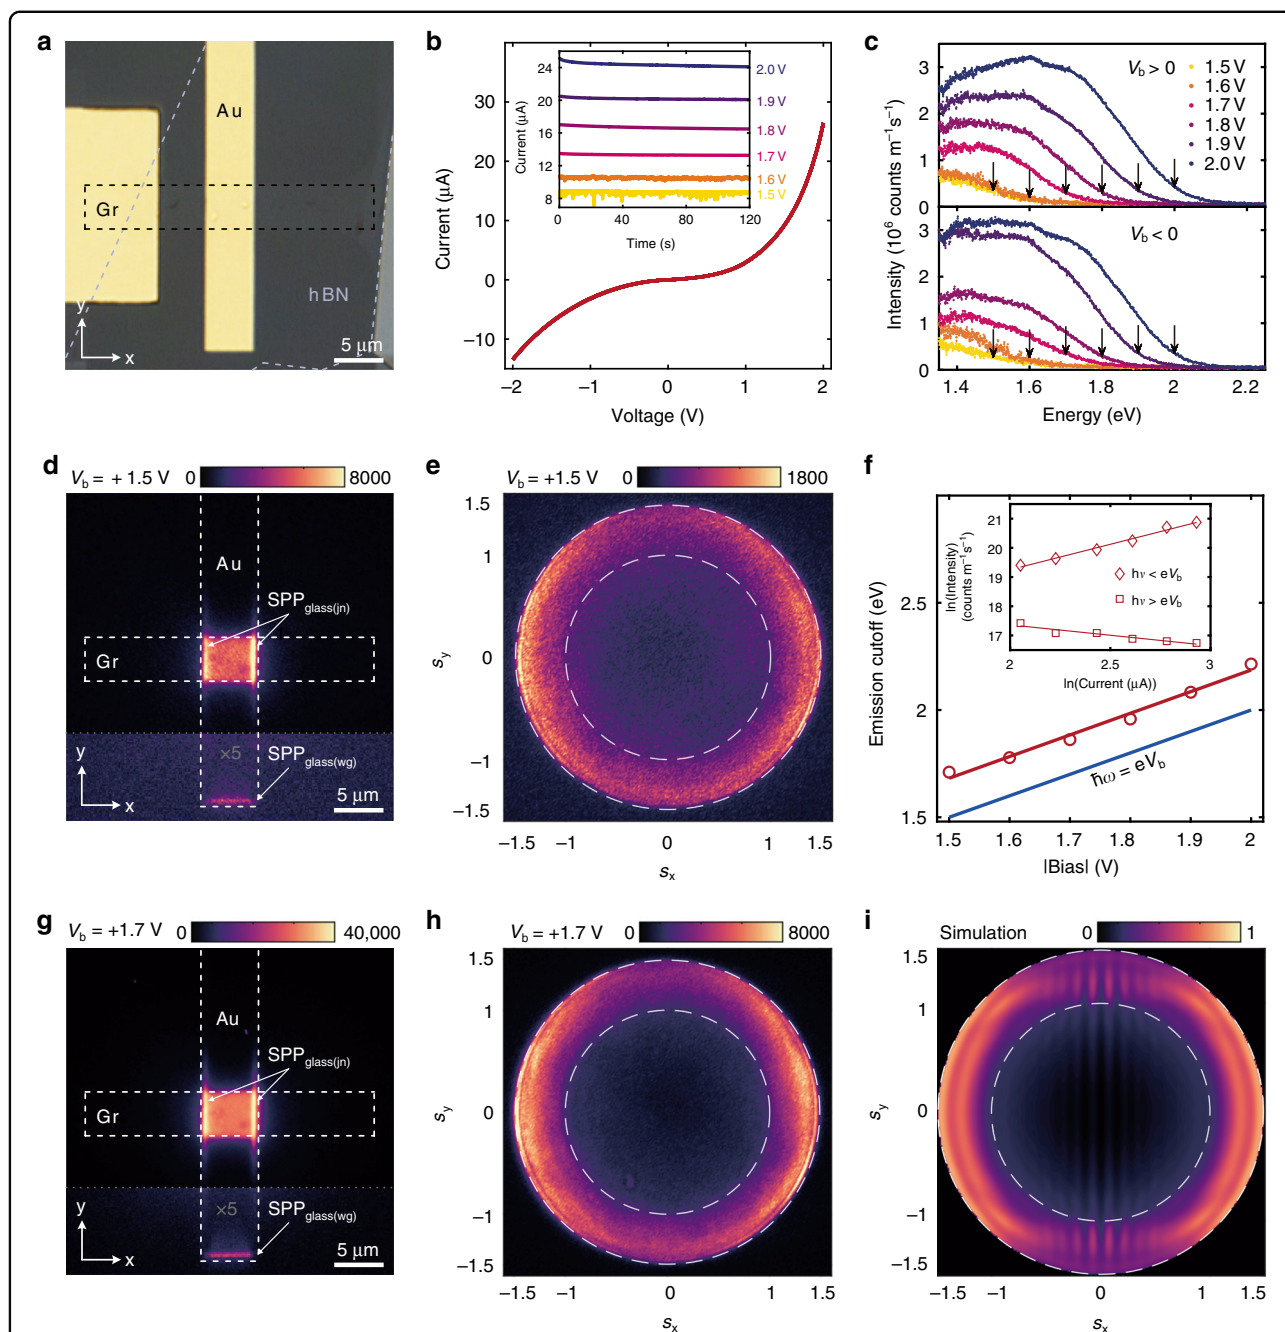 a
Au
Gr
hBN
y
x
5 μm
b
Current (μA)
30
20
10
0
−10
−2
−1
0
1
2
Voltage (V)
Current (μA)
24
20
16
12
8
0
40
80
120
Time (s)
2.0 V
1.9 V
1.8 V
1.7 V
1.6 V
1.5 V
c
Intensity (10⁶ counts m⁻¹s⁻¹)
3
2
1
0
V_b > 0
1.5 V
1.6 V
1.7 V
1.8 V
1.9 V
2.0 V
3
2
1
0
V_b < 0
1.4
1.6
1.8
2
2.2
Energy (eV)
d
V_b = + 1.5 V
0
8000
Au
SPP_glass(jn)
Gr
×5
SPP_glass(wg)
y
x
5 μm
e
V_b = +1.5 V
0
1800
s_y
1.5
1
0
−1
−1.5
−1.5
−1
0
1
1.5
s_x
f
Emission cutoff (eV)
2.5
2
1.5
1.5
1.6
1.7
1.8
1.9
2
|Bias| (V)
ħω = eV_b
ln(Intensity)
(counts m⁻¹s⁻¹)
21
20
19
18
17
2
2.5
3
ln(Current (μA))
hν < eV_b
hν > eV_b
g
V_b = +1.7 V
0
40,000
Au
SPP_glass(jn)
Gr
×5
SPP_glass(wg)
y
x
5 μm
h
V_b = +1.7 V
0
8000
s_y
1.5
1
0
−1
−1.5
−1.5
−1
0
1
1.5
s_x
i
Simulation
0
1
s_y
1.5
1
0
−1
−1.5
−1.5
−1
0
1
1.5
s_x